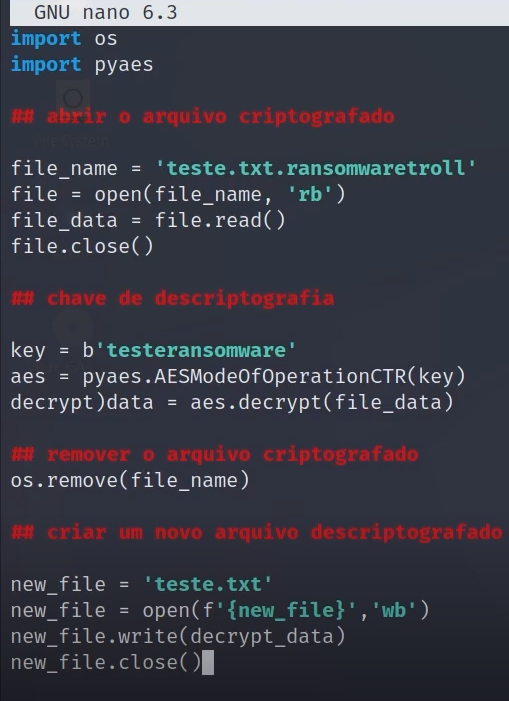 GNU nano 6.3
import os
import pyaes
## abrir o arquivo criptografado
file_name = 'teste.txt.ransomwaretroll'
file = open(file_name, 'rb')
file_data = file.read()
file.close()
## chave de descriptografia
key = b'testeransomware'
aes = pyaes.AESModeOfOperationCTR(key)
decrypt)data = aes.decrypt(file_data)
## remover o arquivo criptografado
os.remove(file_name)
## criar um novo arquivo descriptografado
new_file = 'teste.txt'
new_file = open(f'{new_file}','wb')
new_file.write(decrypt_data)
new_file.close()